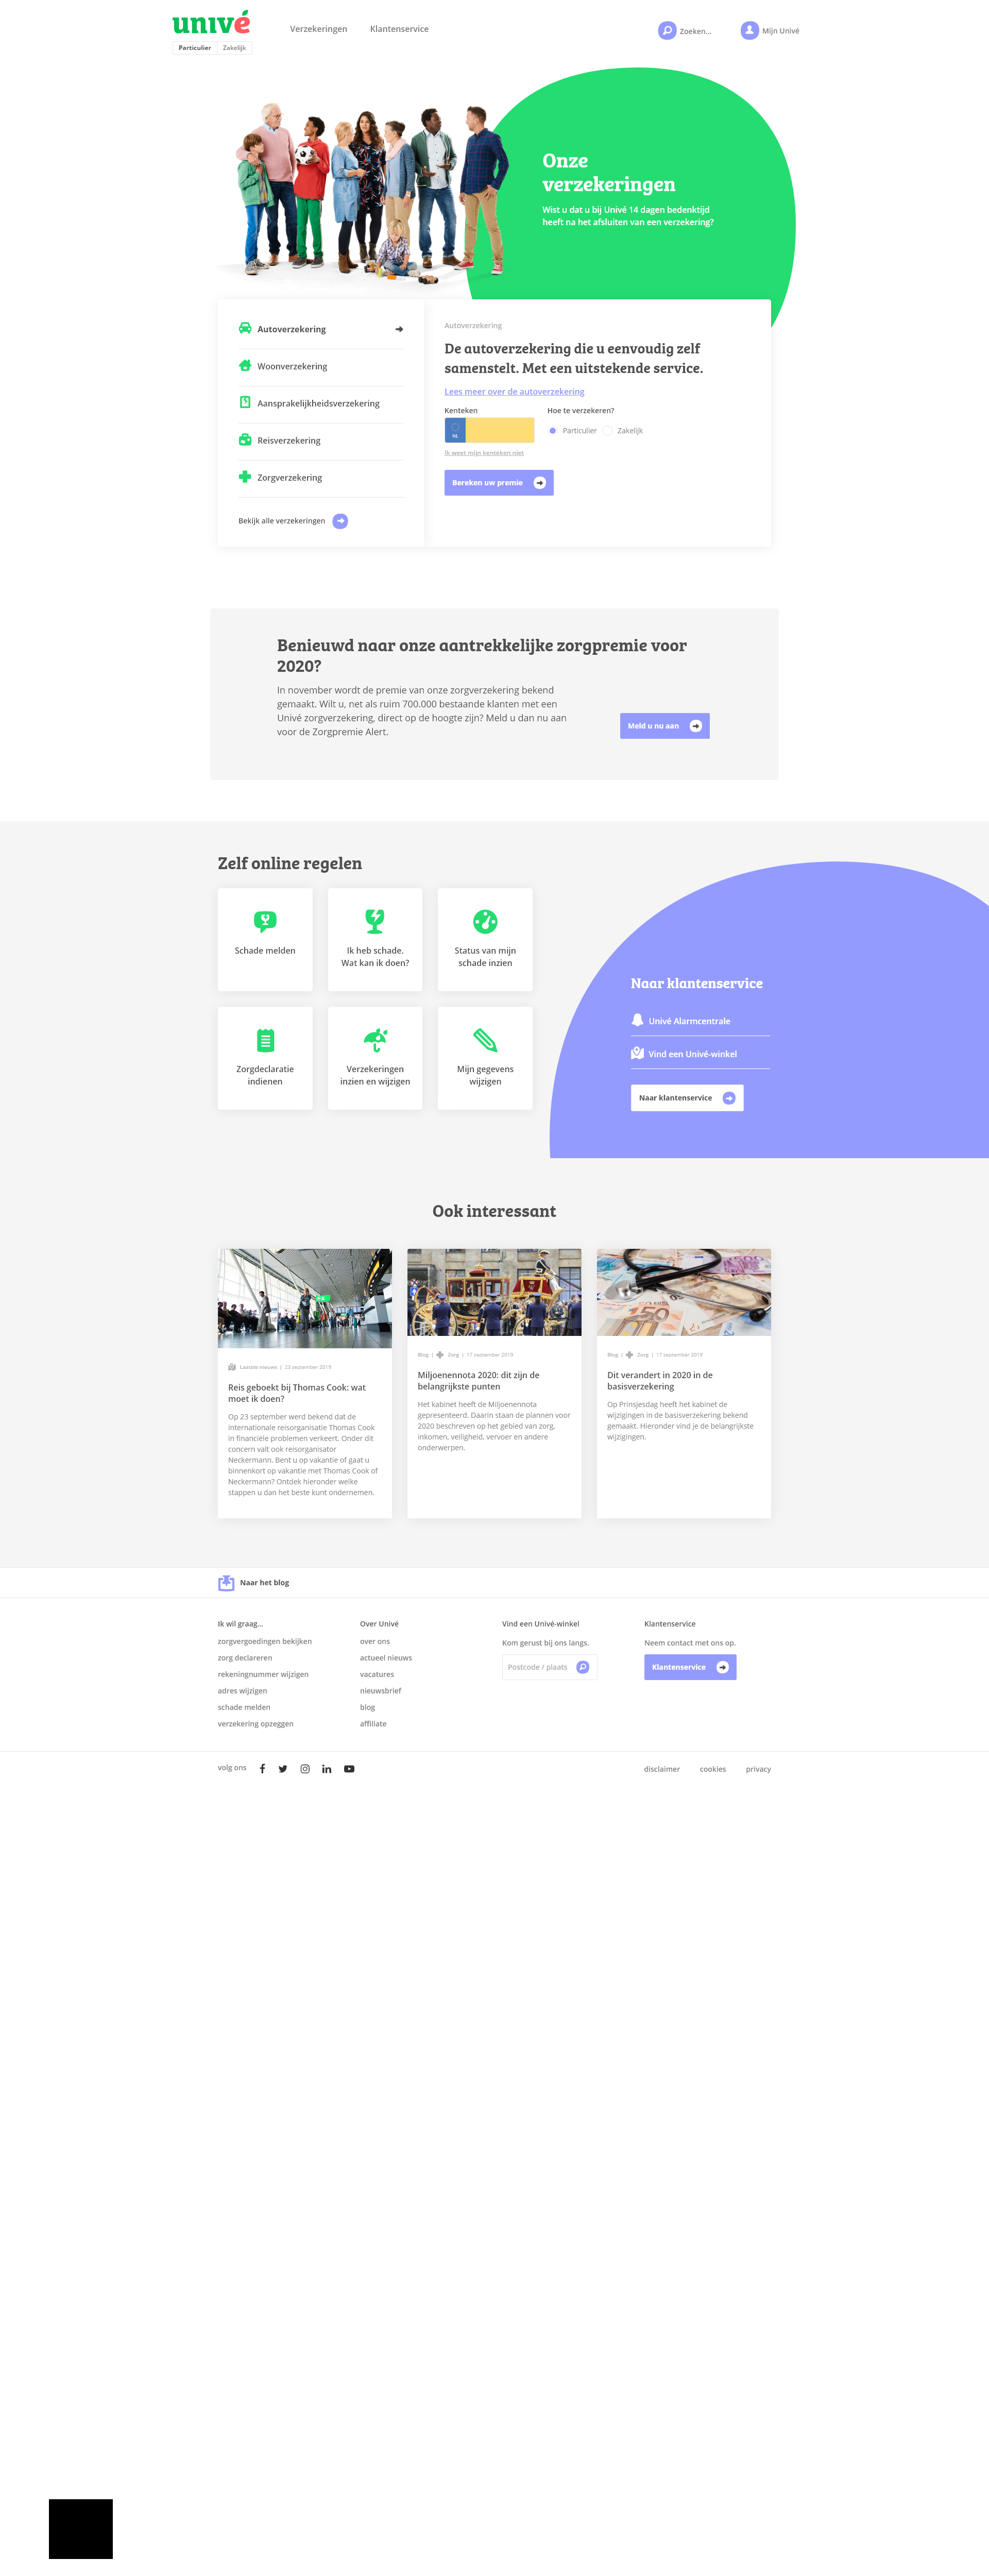 univé
Verzekeringen
Klantenservice
Zoeken...
Mijn Univé
Particulier
Zakelijk
Onze
verzekeringen
Wist u dat u bij Univé 14 dagen bedenktijd
heeft na het afsluiten van een verzekering?
Autoverzekering
Woonverzekering
Aansprakelijkheidsverzekering
Reisverzekering
Zorgverzekering
Bekijk alle verzekeringen
Autoverzekering
De autoverzekering die u eenvoudig zelf
samenstelt. Met een uitstekende service.
Lees meer over de autoverzekering
Kenteken
Hoe te verzekeren?
NL
Particulier
Zakelijk
Ik weet mijn kenteken niet
Bereken uw premie
Benieuwd naar onze aantrekkelijke zorgpremie voor
2020?
In november wordt de premie van onze zorgverzekering bekend
gemaakt. Wilt u, net als ruim 700.000 bestaande klanten met een
Univé zorgverzekering, direct op de hoogte zijn? Meld u dan nu aan
voor de Zorgpremie Alert.
Meld u nu aan
Zelf online regelen
Schade melden
Ik heb schade.
Wat kan ik doen?
Status van mijn
schade inzien
Zorgdeclaratie
indienen
Verzekeringen
inzien en wijzigen
Mijn gegevens
wijzigen
Naar klantenservice
Univé Alarmcentrale
Vind een Univé-winkel
Naar klantenservice
Ook interessant
Laatste nieuws | 23 september 2019
Reis geboekt bij Thomas Cook: wat
moet ik doen?
Op 23 september werd bekend dat de
internationale reisorganisatie Thomas Cook
in financiële problemen verkeert. Onder dit
concern valt ook reisorganisator
Neckermann. Bent u op vakantie of gaat u
binnenkort op vakantie met Thomas Cook of
Neckermann? Ontdek hieronder welke
stappen u dan het beste kunt ondernemen.
Blog | Zorg | 17 september 2019
Miljoenennota 2020: dit zijn de
belangrijkste punten
Het kabinet heeft de Miljoenennota
gepresenteerd. Daarin staan de plannen voor
2020 beschreven op het gebied van zorg,
inkomen, veiligheid, vervoer en andere
onderwerpen.
Blog | Zorg | 17 september 2019
Dit verandert in 2020 in de
basisverzekering
Op Prinsjesdag heeft het kabinet de
wijzigingen in de basisverzekering bekend
gemaakt. Hieronder vind je de belangrijkste
wijzigingen.
Naar het blog
Ik wil graag...
zorgvergoedingen bekijken
zorg declareren
rekeningnummer wijzigen
adres wijzigen
schade melden
verzekering opzeggen
Over Univé
over ons
actueel nieuws
vacatures
nieuwsbrief
blog
affiliate
Vind een Univé-winkel
Kom gerust bij ons langs.
Postcode / plaats
Klantenservice
Neem contact met ons op.
Klantenservice
volg ons
disclaimer
cookies
privacy